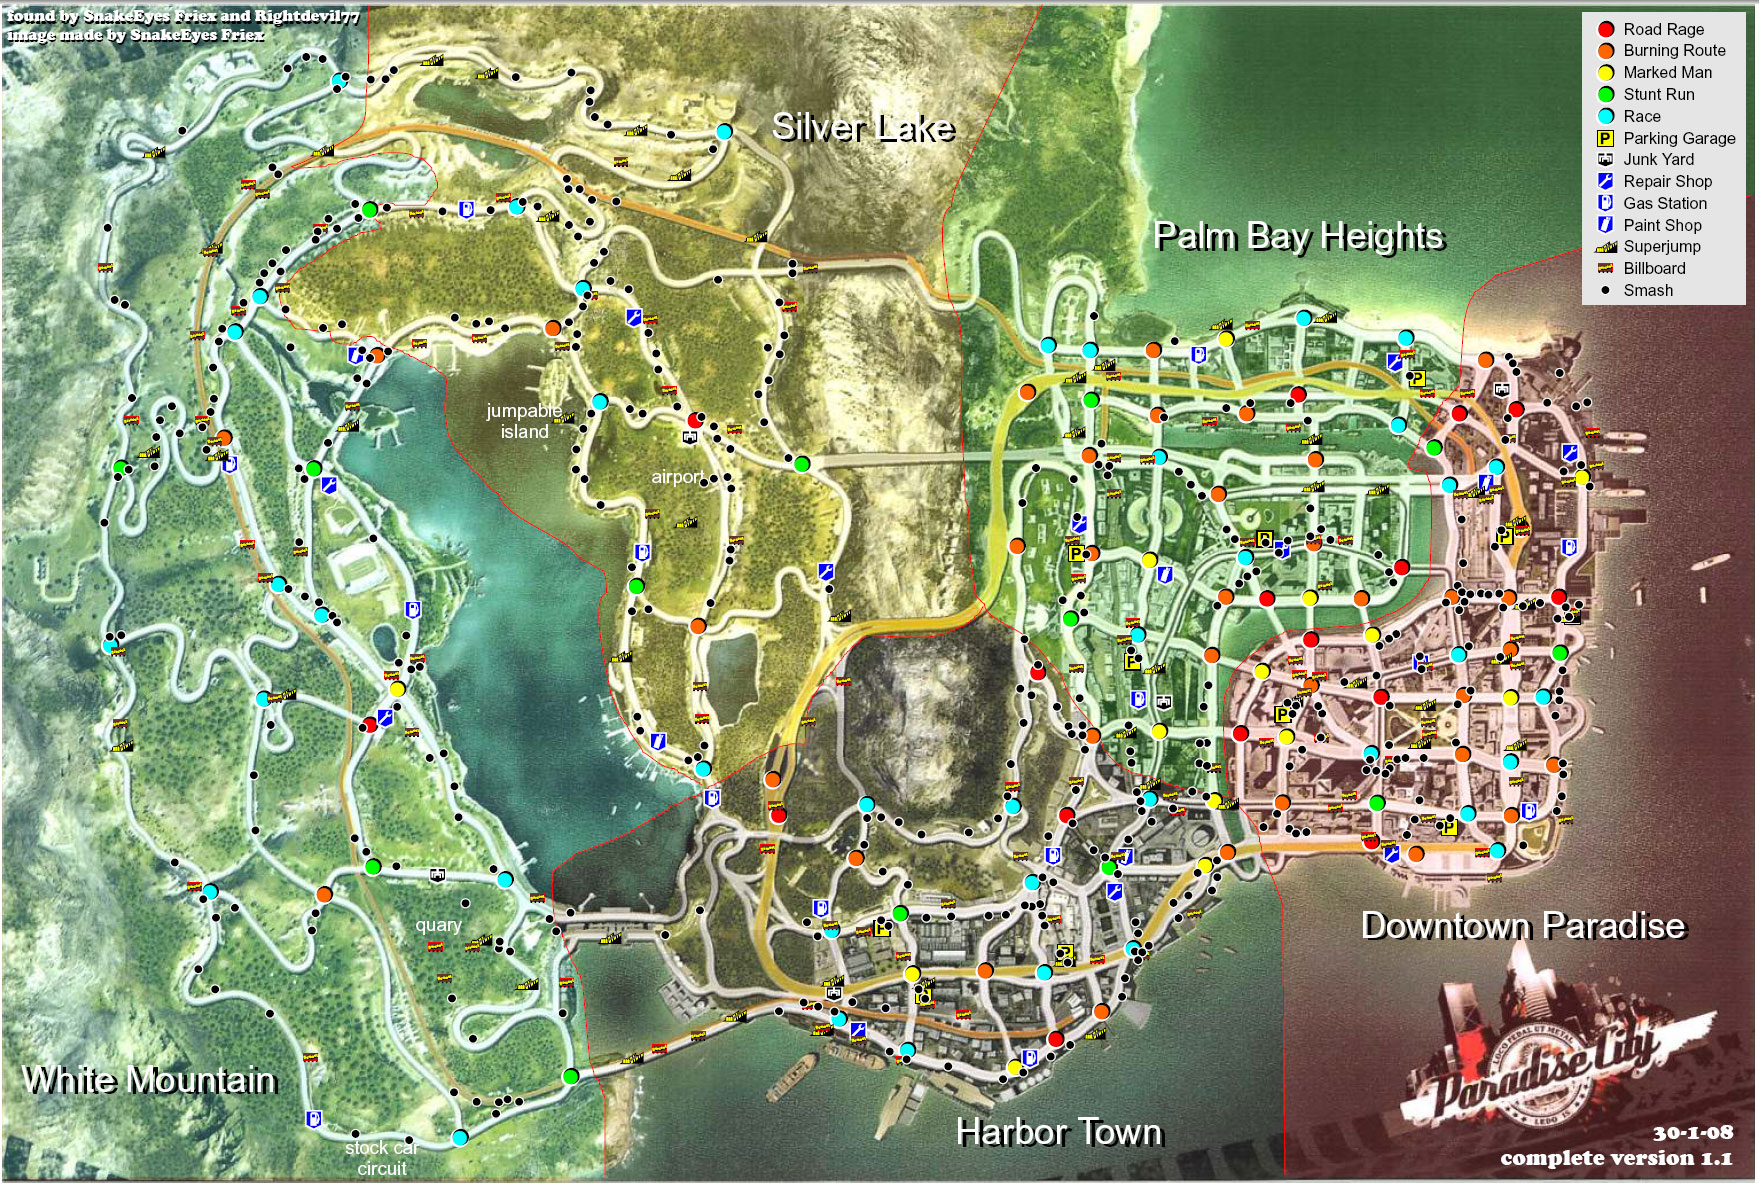 found by SnakeEyes Friex and Rightdevil77
image made by SnakeEyes Friex
Road Rage
Burning Route
Marked Man
Stunt Run
Race
P Parking Garage
Junk Yard
Repair Shop
Gas Station
Paint Shop
Superjump
Billboard
Smash
Silver Lake
Palm Bay Heights
jumpable
island
airport
quary
Downtown Paradise
White Mountain
Harbor Town
stock car
circuit
Paradise City
30-1-08
complete version 1.1